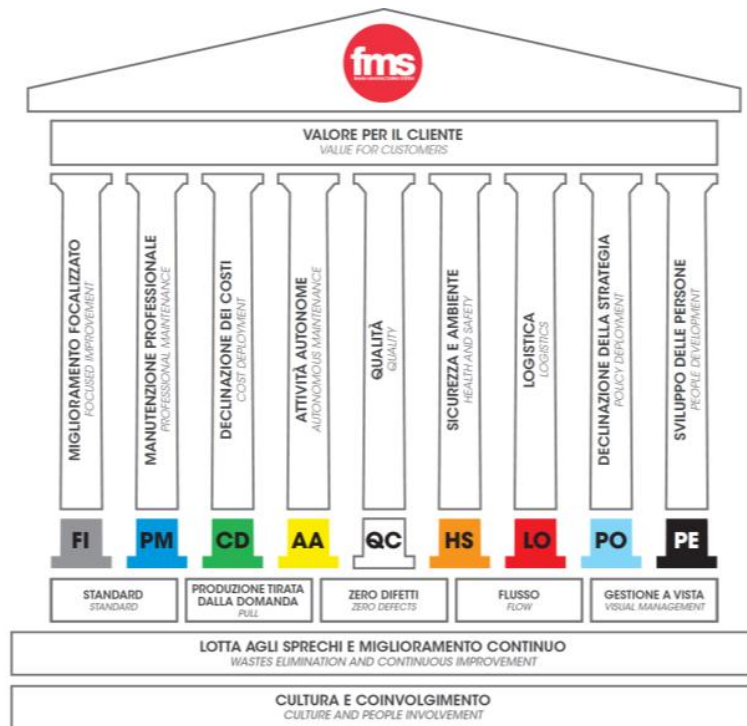 fms
VALORE PER IL CLIENTE
VALUE FOR CUSTOMERS
MIGLIORAMENTO FOCALIZZATO
FOCUSED IMPROVEMENT
MANUTENZIONE PROFESSIONALE
PROFESSIONAL MAINTENANCE
DECLINAZIONE DEI COSTI
COST DEPLOYMENT
ATTIVITÀ AUTONOME
AUTONOMOUS MAINTENANCE
QUALITÀ
QUALITY
SICUREZZA E AMBIENTE
HEALTH AND SAFETY
LOGISTICA
LOGISTICS
DECLINAZIONE DELLA STRATEGIA
POLICY DEPLOYMENT
SVILUPPO DELLE PERSONE
PEOPLE DEVELOPMENT
FI
PM
CD
AA
QC
HS
LO
PO
PE
STANDARD
STANDARD
PRODUZIONE TIRATA
DALLA DOMANDA
PULL
ZERO DIFETTI
ZERO DEFECTS
FLUSSO
FLOW
GESTIONE A VISTA
VISUAL MANAGEMENT
LOTTA AGLI SPRECHI E MIGLIORAMENTO CONTINUO
WASTES ELIMINATION AND CONTINUOUS IMPROVEMENT
CULTURA E COINVOLGIMENTO
CULTURE AND PEOPLE INVOLVEMENT